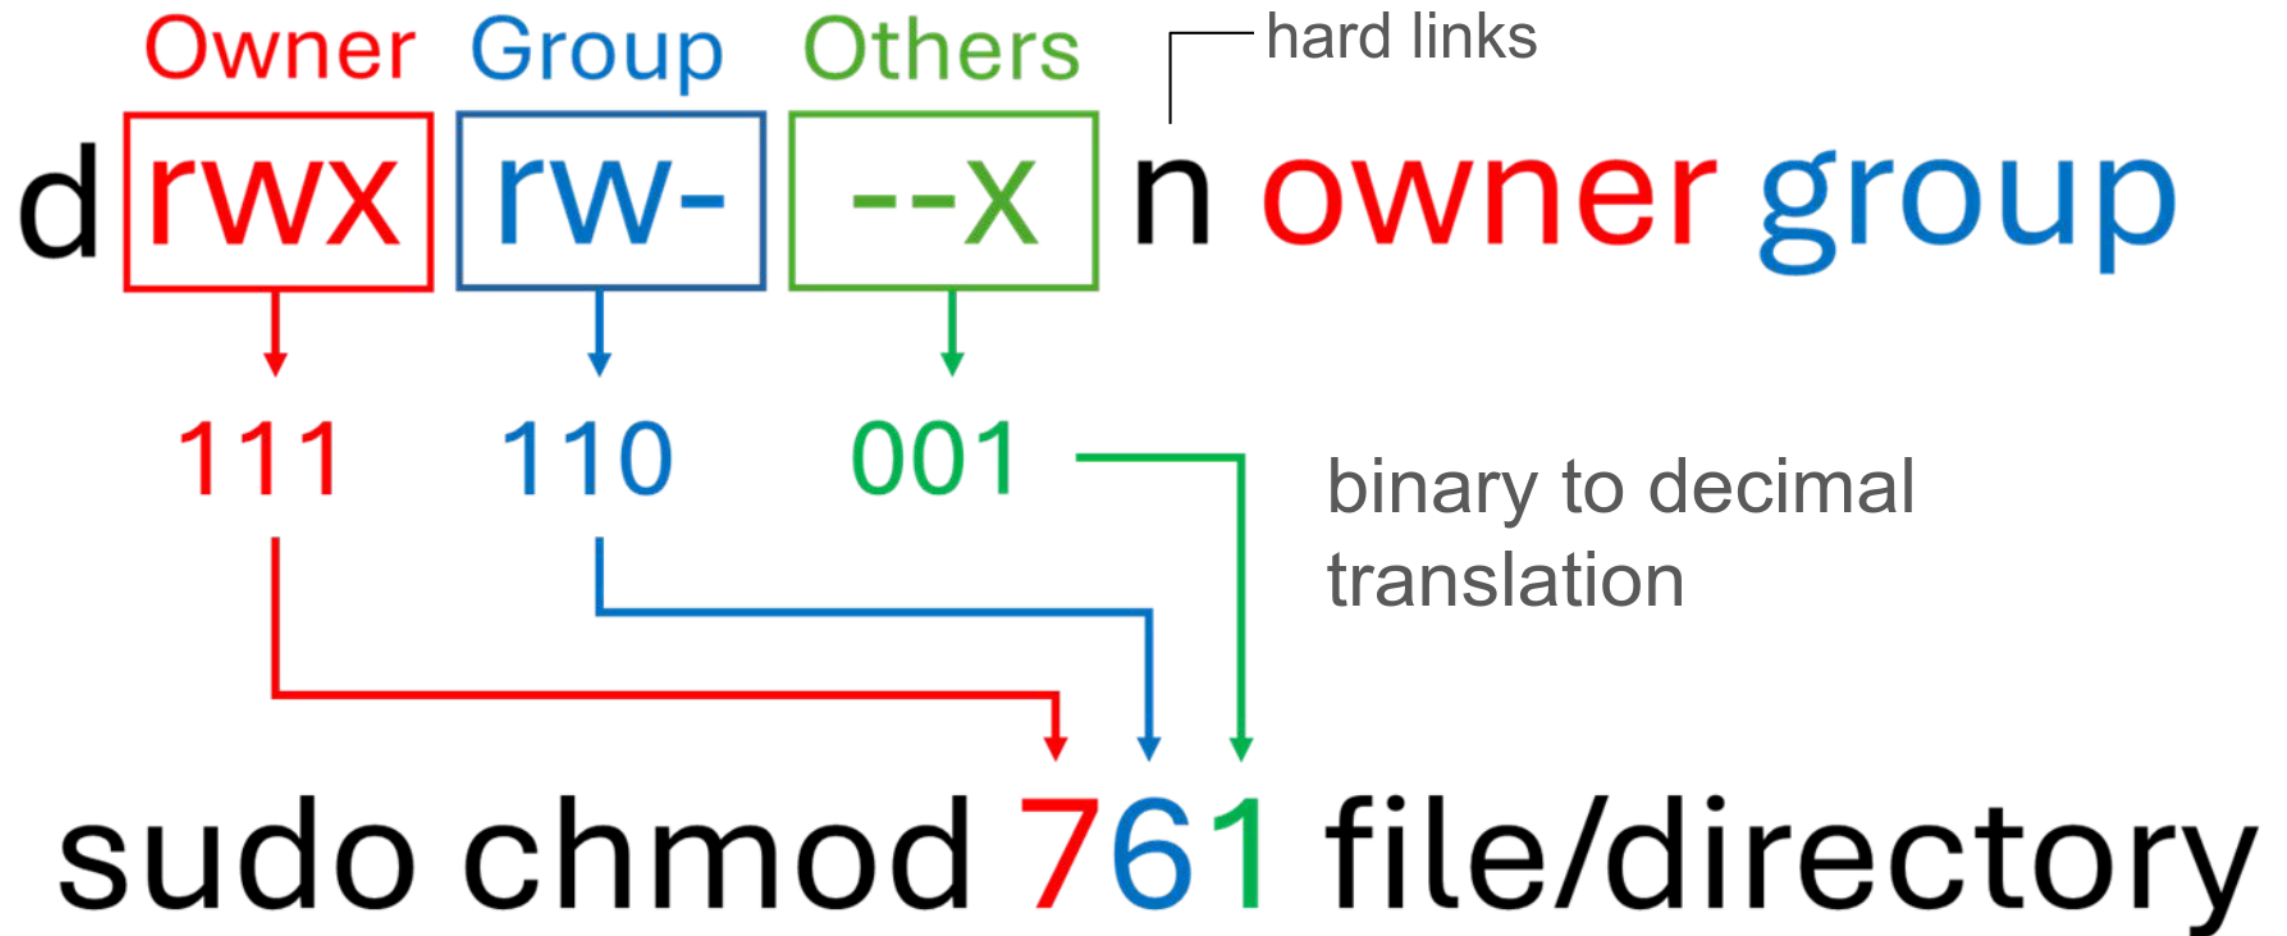 Owner Group Others hard links
d rwx rw- --x n owner group
111 110 001
binary to decimal
translation
sudo chmod 761 file/directory